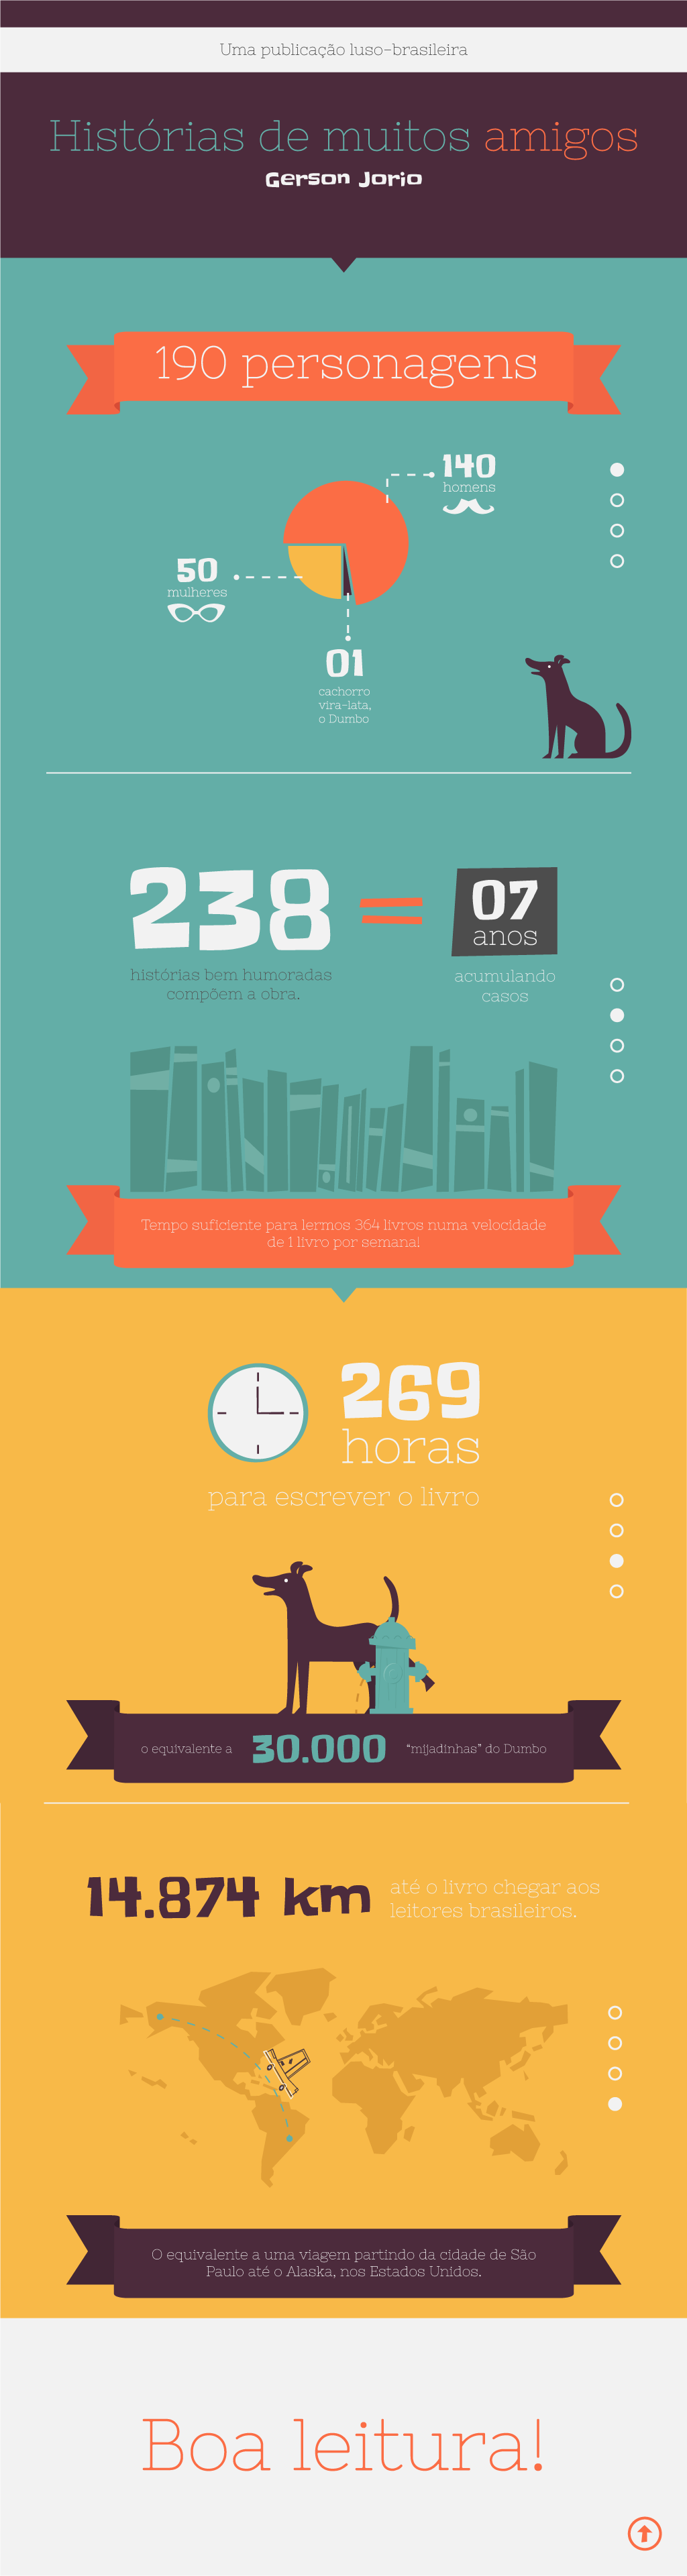 Uma publicação luso-brasileira
Histórias de muitos amigos
Gerson Jorio
190 personagens
140
homens
50
mulheres
01
cachorro
vira-lata,
o Dumbo
238
=
07
anos
histórias bem humoradas
compõem a obra.
acumulando
casos
Tempo suficiente para lermos 364 livros numa velocidade
de 1 livro por semana!
269
horas
para escrever o livro
o equivalente a 30.000 “mijadinhas” do Dumbo
14.874 km
até o livro chegar aos
leitores brasileiros.
O equivalente a uma viagem partindo da cidade de São
Paulo até o Alaska, nos Estados Unidos.
Boa leitura!